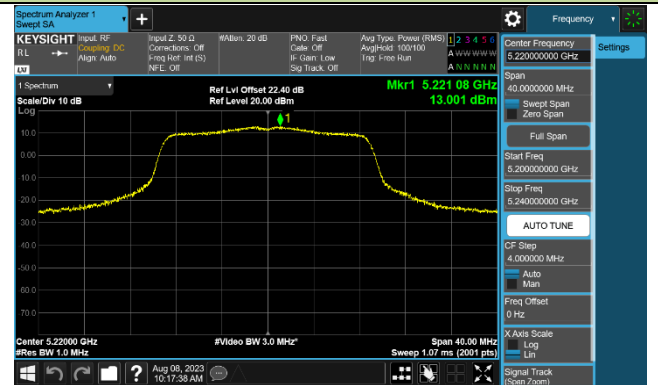 Spectrum Analyzer 1
Swept SA
Frequency
KEYSIGHT
RL
Input: RF
Coupling: DC
Align: Auto
Input Z: 50 Ω
Corrections: Off
Freq Ref: Int (S)
NFE: Off
#Atten: 20 dB
PNO: Fast
Gate: Off
IF Gain: Low
Sig Track: Off
Avg Type: Power (RMS)
Avg|Hold: 100/100
Trig: Free Run
1 2 3 4 5 6
A W W W W W
A N N N N N
Center Frequency
5.220000000 GHz
Settings
Span
40.0000000 MHz
Swept Span
Zero Span
Full Span
Start Freq
5.200000000 GHz
Stop Freq
5.240000000 GHz
AUTO TUNE
CF Step
4.000000 MHz
Auto
Man
Freq Offset
0 Hz
X Axis Scale
Log
Lin
Signal Track
(Span Zoom)
1 Spectrum
Scale/Div 10 dB
Log
Ref Lvl Offset 22.40 dB
Ref Level 20.00 dBm
Mkr1 5.221 08 GHz
13.001 dBm
1
10.0
0.00
-10.0
-20.0
-30.0
-40.0
-50.0
-60.0
-70.0
Center 5.22000 GHz
#Res BW 1.0 MHz
#Video BW 3.0 MHz*
Span 40.00 MHz
Sweep 1.07 ms (2001 pts)
?
Aug 08, 2023
10:17:38 AM